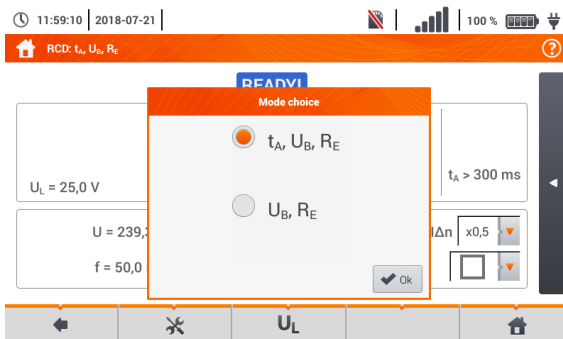 11:59:10 2018-07-21 100 %
RCD: tA, UB, RE ?
READY!
Mode choice
tA, UB, RE
UB, RE
Ok
UL = 25,0 V
tA > 300 ms
U = 239,
IΔn x0,5
f = 50,0
UL